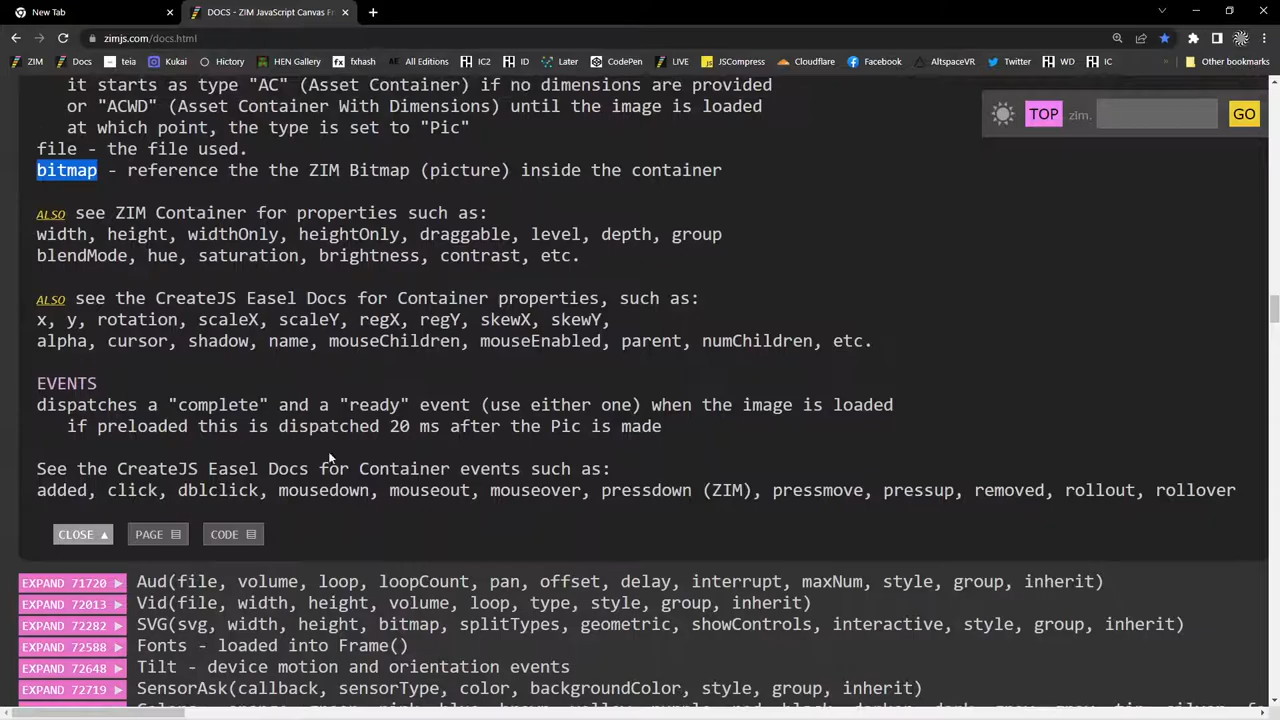 New Tab
DOCS - ZIM JavaScript Canvas Fr
zimjs.com/docs.html
ZIM
Docs
teia
Kukai
Hictory
HEN Gallery
fxhash
All Editions
IC2
ID
Later
CodePen
LIVE
JSCompress
Cloudflare
Facebook
AltspaceVR
Twitter
WD
IC
»
Other bookmarks
it starts as type "AC" (Asset Container) if no dimensions are provided
or "ACWD" (Asset Container With Dimensions) until the image is loaded
at which point, the type is set to "Pic"
TOP zim. GO
file - the file used.
bitmap - reference the the ZIM Bitmap (picture) inside the container
ALSO see ZIM Container for properties such as:
width, height, widthOnly, heightOnly, draggable, level, depth, group
blendMode, hue, saturation, brightness, contrast, etc.
ALSO see the CreateJS Easel Docs for Container properties, such as:
x, y, rotation, scaleX, scaleY, regX, regY, skewX, skewY,
alpha, cursor, shadow, name, mouseChildren, mouseEnabled, parent, numChildren, etc.
EVENTS
dispatches a "complete" and a "ready" event (use either one) when the image is loaded
if preloaded this is dispatched 20 ms after the Pic is made
See the CreateJS Easel Docs for Container events such as:
added, click, dblclick, mousedown, mouseout, mouseover, pressdown (ZIM), pressmove, pressup, removed, rollout, rollover
CLOSE ▲ PAGE CODE
EXPAND 71720 ▶ Aud(file, volume, loop, loopCount, pan, offset, delay, interrupt, maxNum, style, group, inherit)
EXPAND 72013 ▶ Vid(file, width, height, volume, loop, type, style, group, inherit)
EXPAND 72282 ▶ SVG(svg, width, height, bitmap, splitTypes, geometric, showControls, interactive, style, group, inherit)
EXPAND 72588 ▶ Fonts - loaded into Frame()
EXPAND 72648 ▶ Tilt - device motion and orientation events
EXPAND 72719 ▶ SensorAsk(callback, sensorType, color, backgroundColor, style, group, inherit)